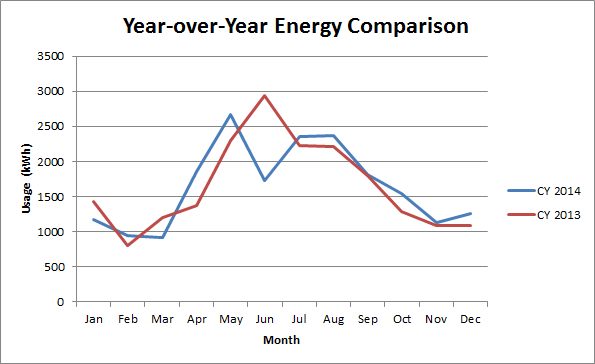 Year-over-Year Energy Comparison
3500
3000
2500
2000
1500
1000
500
0
Usage (kWh)
Jan Feb Mar Apr May Jun Jul Aug Sep Oct Nov Dec
Month
CY 2014
CY 2013